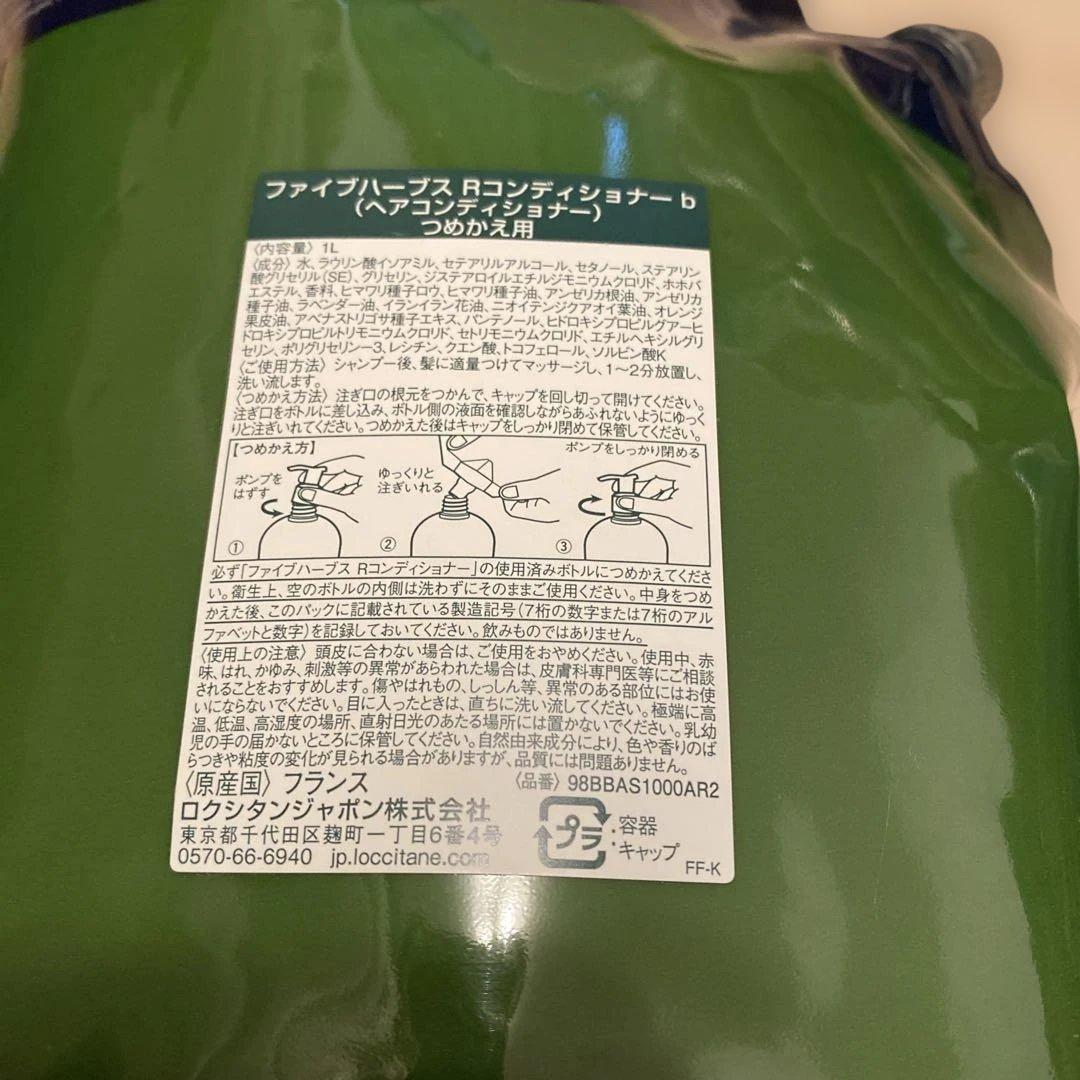 ファイブハーブス Rコンディショナー b
(ヘアコンディショナー)
つめかえ用
〈内容量〉 1L
〈成分〉 水、ラウリン酸イソアミル、セテアリルアルコール、セタノール、ステアリン
酸グリセリル(SE)、グリセリン、ジステアロイルエチルジモニウムクロリド、ホホバ
エステル、香料、ヒマワリ種子ロウ、ヒマワリ種子油、アンゼリカ根油、アンゼリカ
種子油、ラベンダー油、イランイラン花油、ニオイテンジクアオイ葉油、オレンジ
果皮油、アベナストリゴサ種子エキス、パンテノール、ヒドロキシプロピルグアーヒ
ドロキシプロピルトリモニウムクロリド、セトリモニウムクロリド、エチルヘキシルグリ
セリン、ポリグリセリン-3、レシチン、クエン酸、トコフェロール、ソルビン酸K
〈ご使用方法〉 シャンプー後、髪に適量つけてマッサージし、1～2分放置し、
洗い流します。
〈つめかえ方法〉 注ぎ口の根元をつかんで、キャップを回し切って開けてください。
注ぎ口をボトルに差し込み、ボトル側の液面を確認しながらあふれないようにゆっく
りと注ぎいれてください。つめかえた後はキャップをしっかり閉めて保管してください。
【つめかえ方】
ポンプを
はずす
①
ゆっくりと
注ぎいれる
②
ポンプをしっかり閉める
③
必ず「ファイブハーブス Rコンディショナー」の使用済みボトルにつめかえてくださ
い。衛生上、空のボトルの内側は洗わずにそのままご使用ください。中身をつめ
かえた後、このパックに記載されている製造記号(7桁の数字または7桁のアル
ファベットと数字)を記録しておいてください。飲みものではありません。
〈使用上の注意〉 頭皮に合わない場合は、ご使用をおやめください。使用中、赤
味、はれ、かゆみ、刺激等の異常があらわれた場合は、皮膚科専門医等にご相談
されることをおすすめします。傷やはれもの、しっしん等、異常のある部位にはお使
いにならないでください。目に入ったときは、直ちに洗い流してください。極端に高
温、低温、高湿度の場所、直射日光のあたる場所には置かないでください。乳幼
児の手の届かないところに保管してください。自然由来成分により、色や香りのば
らつきや粘度の変化が見られる場合がありますが、品質には問題ありません。
〈原産国〉 フランス
〈品番〉 98BBAS1000AR2
ロクシタンジャポン株式会社
東京都千代田区麹町一丁目6番4号
0570-66-6940 jp.loccitane.com
プラ
:容器
・キャップ
FF-K